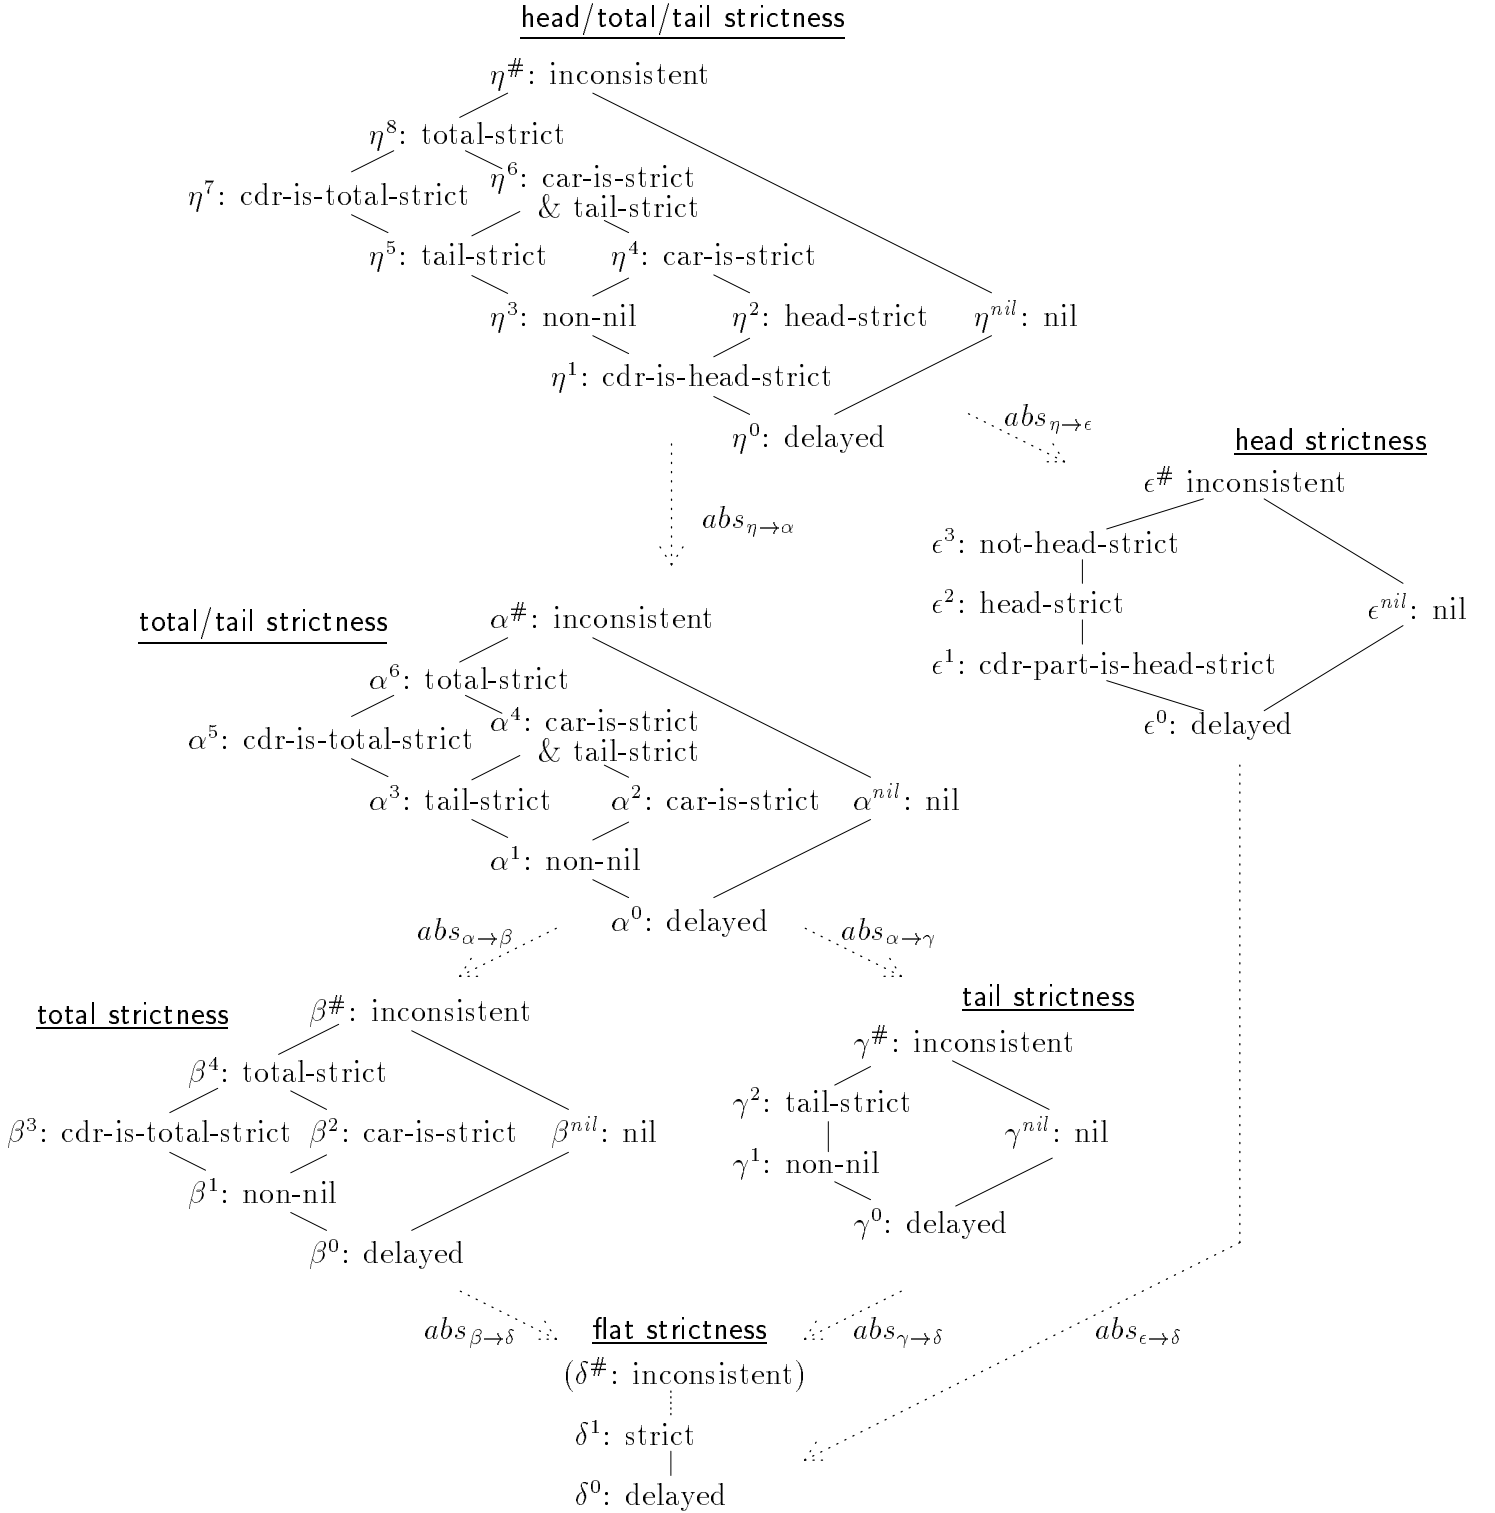 head/total/tail strictness
η#: inconsistent
η8: total-strict
η7: cdr-is-total-strict
η6: car-is-strict
& tail-strict
η5: tail-strict
η4: car-is-strict
η3: non-nil
η2: head-strict
ηnil: nil
η1: cdr-is-head-strict
η0: delayed
absη→ϵ
absη→α
head strictness
ϵ# inconsistent
ϵ3: not-head-strict
ϵ2: head-strict
ϵnil: nil
ϵ1: cdr-part-is-head-strict
ϵ0: delayed
total/tail strictness
α#: inconsistent
α6: total-strict
α5: cdr-is-total-strict
α4: car-is-strict
& tail-strict
α3: tail-strict
α2: car-is-strict
αnil: nil
α1: non-nil
α0: delayed
absα→β
absα→γ
total strictness
β#: inconsistent
β4: total-strict
β3: cdr-is-total-strict
β2: car-is-strict
βnil: nil
β1: non-nil
β0: delayed
tail strictness
γ#: inconsistent
γ2: tail-strict
γnil: nil
γ1: non-nil
γ0: delayed
absβ→δ
absγ→δ
absϵ→δ
flat strictness
(δ#: inconsistent)
δ1: strict
δ0: delayed